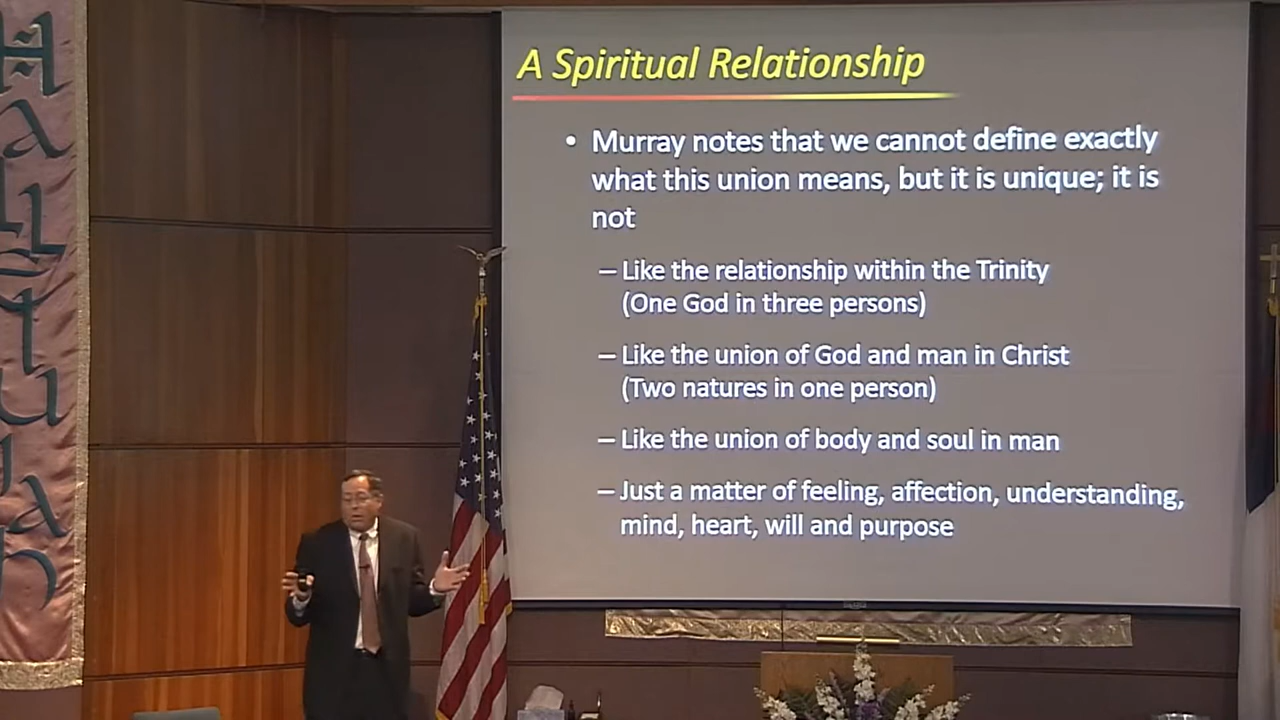 Hallelujah
A Spiritual Relationship
• Murray notes that we cannot define exactly
what this union means, but it is unique; it is
not
– Like the relationship within the Trinity
(One God in three persons)
– Like the union of God and man in Christ
(Two natures in one person)
– Like the union of body and soul in man
– Just a matter of feeling, affection, understanding,
mind, heart, will and purpose